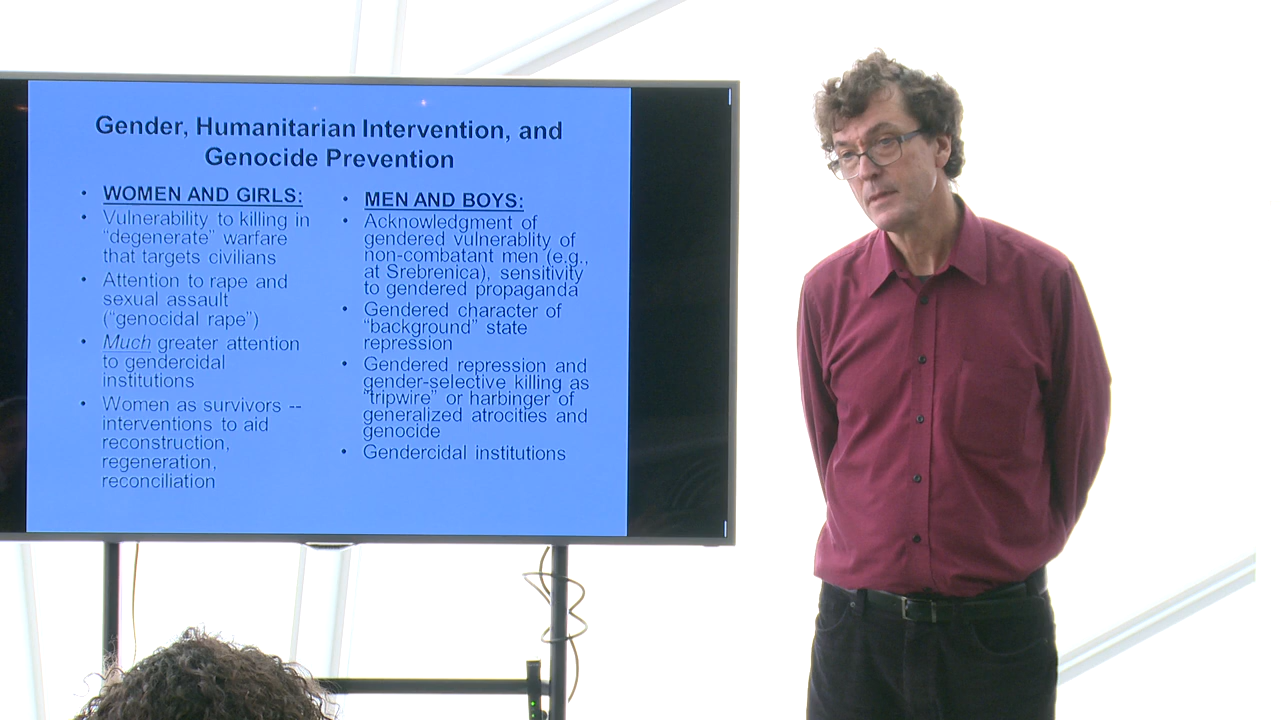 Gender, Humanitarian Intervention, and
Genocide Prevention
• WOMEN AND GIRLS:
• Vulnerability to killing in
"degenerate" warfare
that targets civilians
• Attention to rape and
sexual assault
("genocidal rape")
• Much greater attention
to gendercidal
institutions
• Women as survivors --
interventions to aid
reconstruction,
regeneration,
reconciliation
• MEN AND BOYS:
• Acknowledgment of
gendered vulnerablity of
non-combatant men (e.g.,
at Srebrenica), sensitivity
to gendered propaganda
• Gendered character of
"background" state
repression
• Gendered repression and
gender-selective killing as
"tripwire" or harbinger of
generalized atrocities and
genocide
• Gendercidal institutions